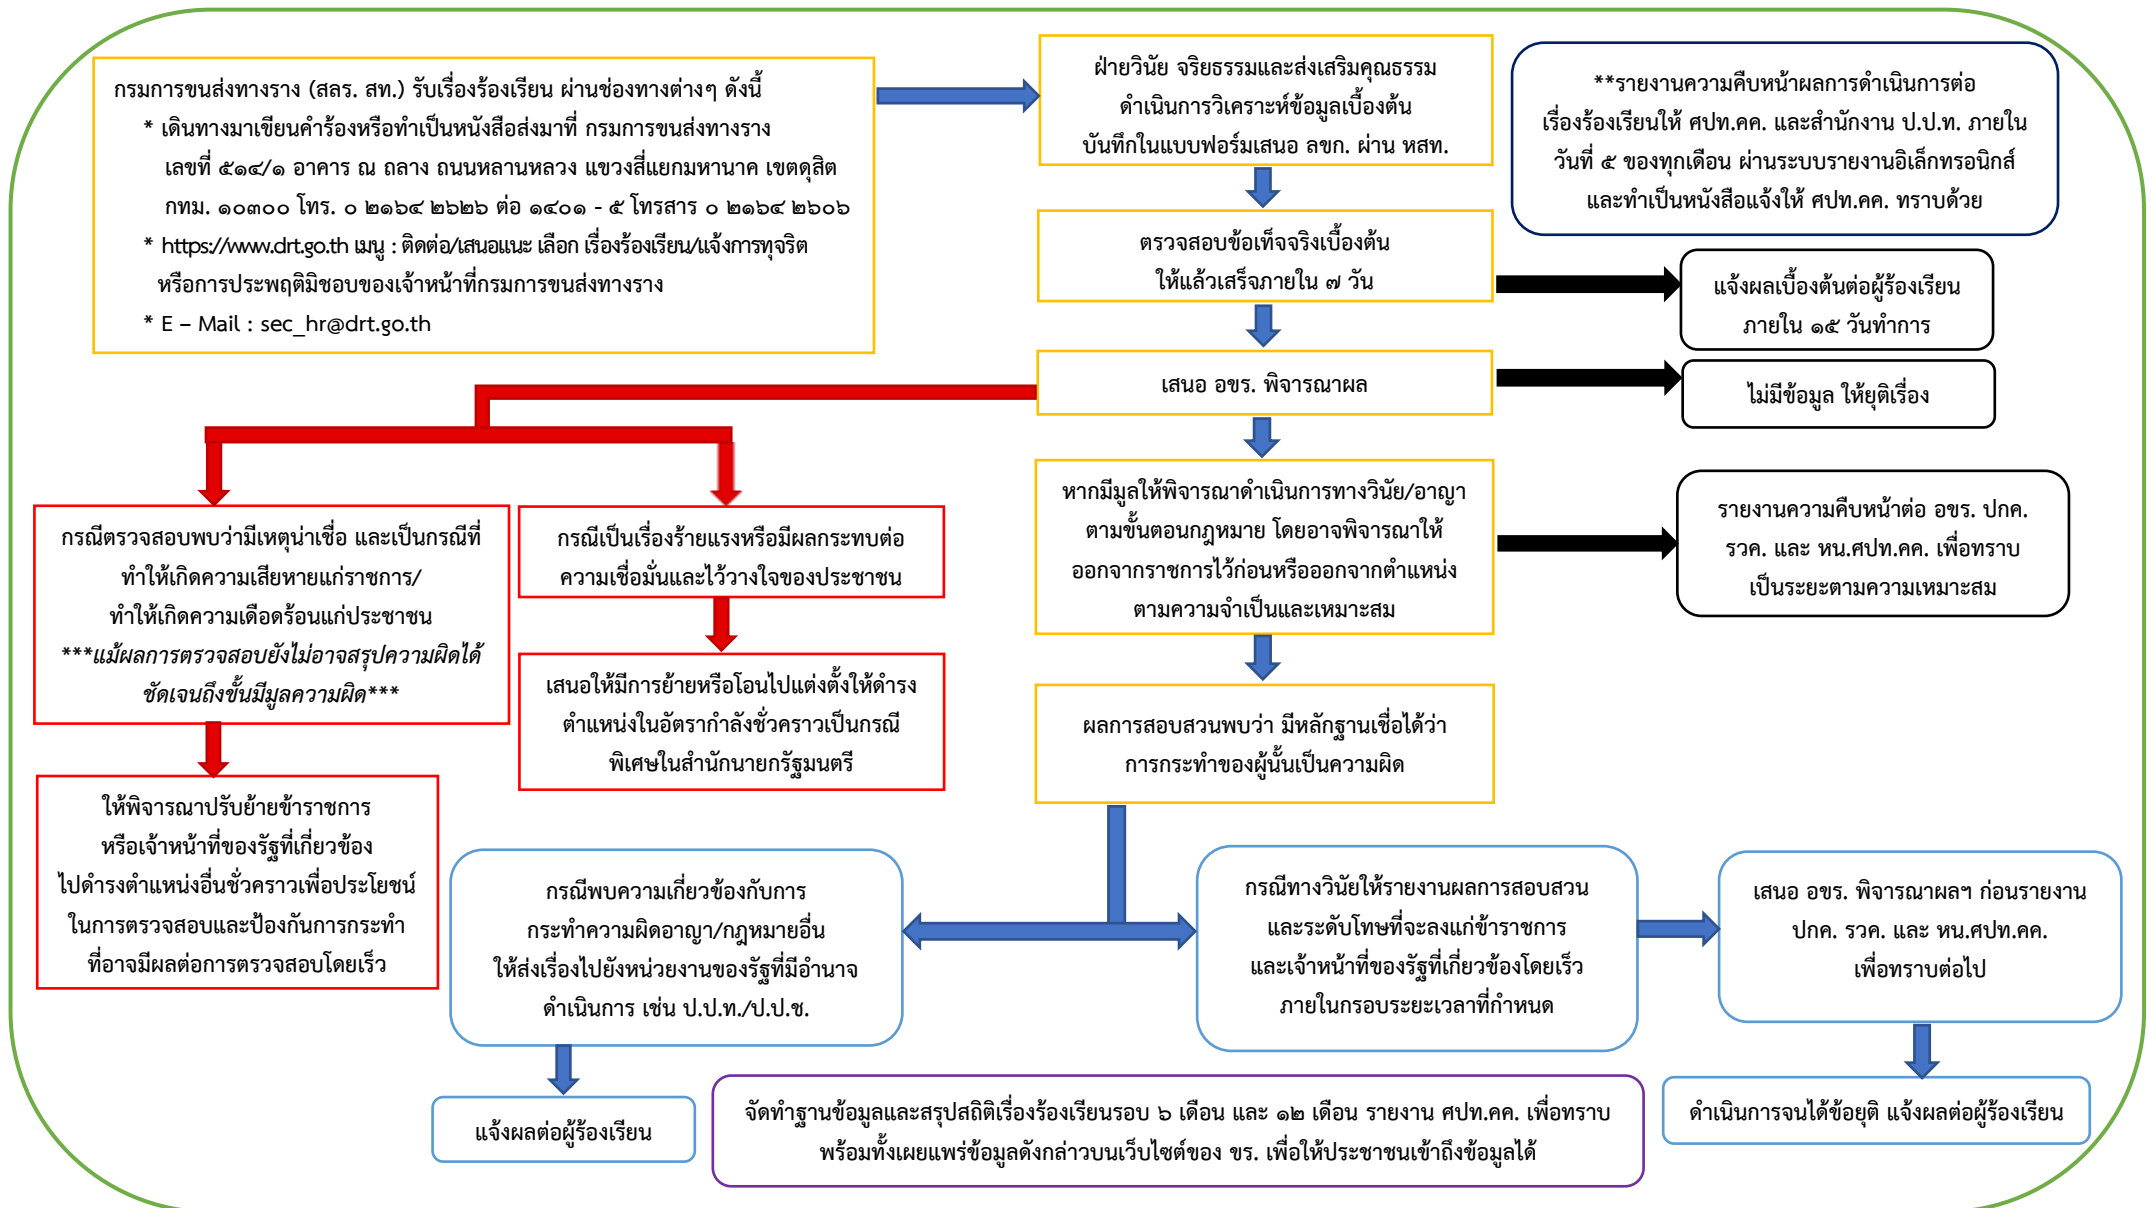 กรมการขนส่งทางราง (สลร. สท.) รับเรื่องร้องเรียน ผ่านช่องทางต่างๆ ดังนี้
* เดินทางมาเขียนคำร้องหรือทำเป็นหนังสือส่งมาที่ กรมการขนส่งทางราง
เลขที่ ๕๑๔/๑ อาคาร ณ ถลาง ถนนหลานหลวง แขวงสี่แยกมหานาค เขตดุสิต
กทม. ๑๐๓๐๐ โทร. ๐ ๒๑๖๔ ๒๖๒๖ ต่อ ๑๔๐๑ - ๕ โทรสาร ๐ ๒๑๖๔ ๒๖๐๖
* https://www.drt.go.th เมนู : ติดต่อ/เสนอแนะ เลือก เรื่องร้องเรียน/แจ้งการทุจริต
หรือการประพฤติมิชอบของเจ้าหน้าที่กรมการขนส่งทางราง
* E – Mail : sec_hr@drt.go.th
ฝ่ายวินัย จริยธรรมและส่งเสริมคุณธรรม
ดำเนินการวิเคราะห์ข้อมูลเบื้องต้น
บันทึกในแบบฟอร์มเสนอ ลขก. ผ่าน หสท.
**รายงานความคืบหน้าผลการดำเนินการต่อ
เรื่องร้องเรียนให้ ศปท.คค. และสำนักงาน ป.ป.ท. ภายใน
วันที่ ๕ ของทุกเดือน ผ่านระบบรายงานอิเล็กทรอนิกส์
และทำเป็นหนังสือแจ้งให้ ศปท.คค. ทราบด้วย
ตรวจสอบข้อเท็จจริงเบื้องต้น
ให้แล้วเสร็จภายใน ๗ วัน
แจ้งผลเบื้องต้นต่อผู้ร้องเรียน
ภายใน ๑๕ วันทำการ
เสนอ อขร. พิจารณาผล
ไม่มีข้อมูล ให้ยุติเรื่อง
หากมีมูลให้พิจารณาดำเนินการทางวินัย/อาญา
ตามขั้นตอนกฎหมาย โดยอาจพิจารณาให้
ออกจากราชการไว้ก่อนหรือออกจากตำแหน่ง
ตามความจำเป็นและเหมาะสม
รายงานความคืบหน้าต่อ อขร. ปกค.
รวค. และ หน.ศปท.คค. เพื่อทราบ
เป็นระยะตามความเหมาะสม
กรณีตรวจสอบพบว่ามีเหตุน่าเชื่อ และเป็นกรณีที่
ทำให้เกิดความเสียหายแก่ราชการ/
ทำให้เกิดความเดือดร้อนแก่ประชาชน
***แม้ผลการตรวจสอบยังไม่อาจสรุปความผิดได้
ชัดเจนถึงขั้นมีมูลความผิด***
กรณีเป็นเรื่องร้ายแรงหรือมีผลกระทบต่อ
ความเชื่อมั่นและไว้วางใจของประชาชน
เสนอให้มีการย้ายหรือโอนไปแต่งตั้งให้ดำรง
ตำแหน่งในอัตรากำลังชั่วคราวเป็นกรณี
พิเศษในสำนักนายกรัฐมนตรี
ผลการสอบสวนพบว่า มีหลักฐานเชื่อได้ว่า
การกระทำของผู้นั้นเป็นความผิด
ให้พิจารณาปรับย้ายข้าราชการ
หรือเจ้าหน้าที่ของรัฐที่เกี่ยวข้อง
ไปดำรงตำแหน่งอื่นชั่วคราวเพื่อประโยชน์
ในการตรวจสอบและป้องกันการกระทำ
ที่อาจมีผลต่อการตรวจสอบโดยเร็ว
กรณีพบความเกี่ยวข้องกับการ
กระทำความผิดอาญา/กฎหมายอื่น
ให้ส่งเรื่องไปยังหน่วยงานของรัฐที่มีอำนาจ
ดำเนินการ เช่น ป.ป.ท./ป.ป.ช.
กรณีทางวินัยให้รายงานผลการสอบสวน
และระดับโทษที่จะลงแก่ข้าราชการ
และเจ้าหน้าที่ของรัฐที่เกี่ยวข้องโดยเร็ว
ภายในกรอบระยะเวลาที่กำหนด
เสนอ อขร. พิจารณาผลฯ ก่อนรายงาน
ปกค. รวค. และ หน.ศปท.คค.
เพื่อทราบต่อไป
แจ้งผลต่อผู้ร้องเรียน
จัดทำฐานข้อมูลและสรุปสถิติเรื่องร้องเรียนรอบ ๖ เดือน และ ๑๒ เดือน รายงาน ศปท.คค. เพื่อทราบ
พร้อมทั้งเผยแพร่ข้อมูลดังกล่าวบนเว็บไซต์ของ ขร. เพื่อให้ประชาชนเข้าถึงข้อมูลได้
ดำเนินการจนได้ข้อยุติ แจ้งผลต่อผู้ร้องเรียน